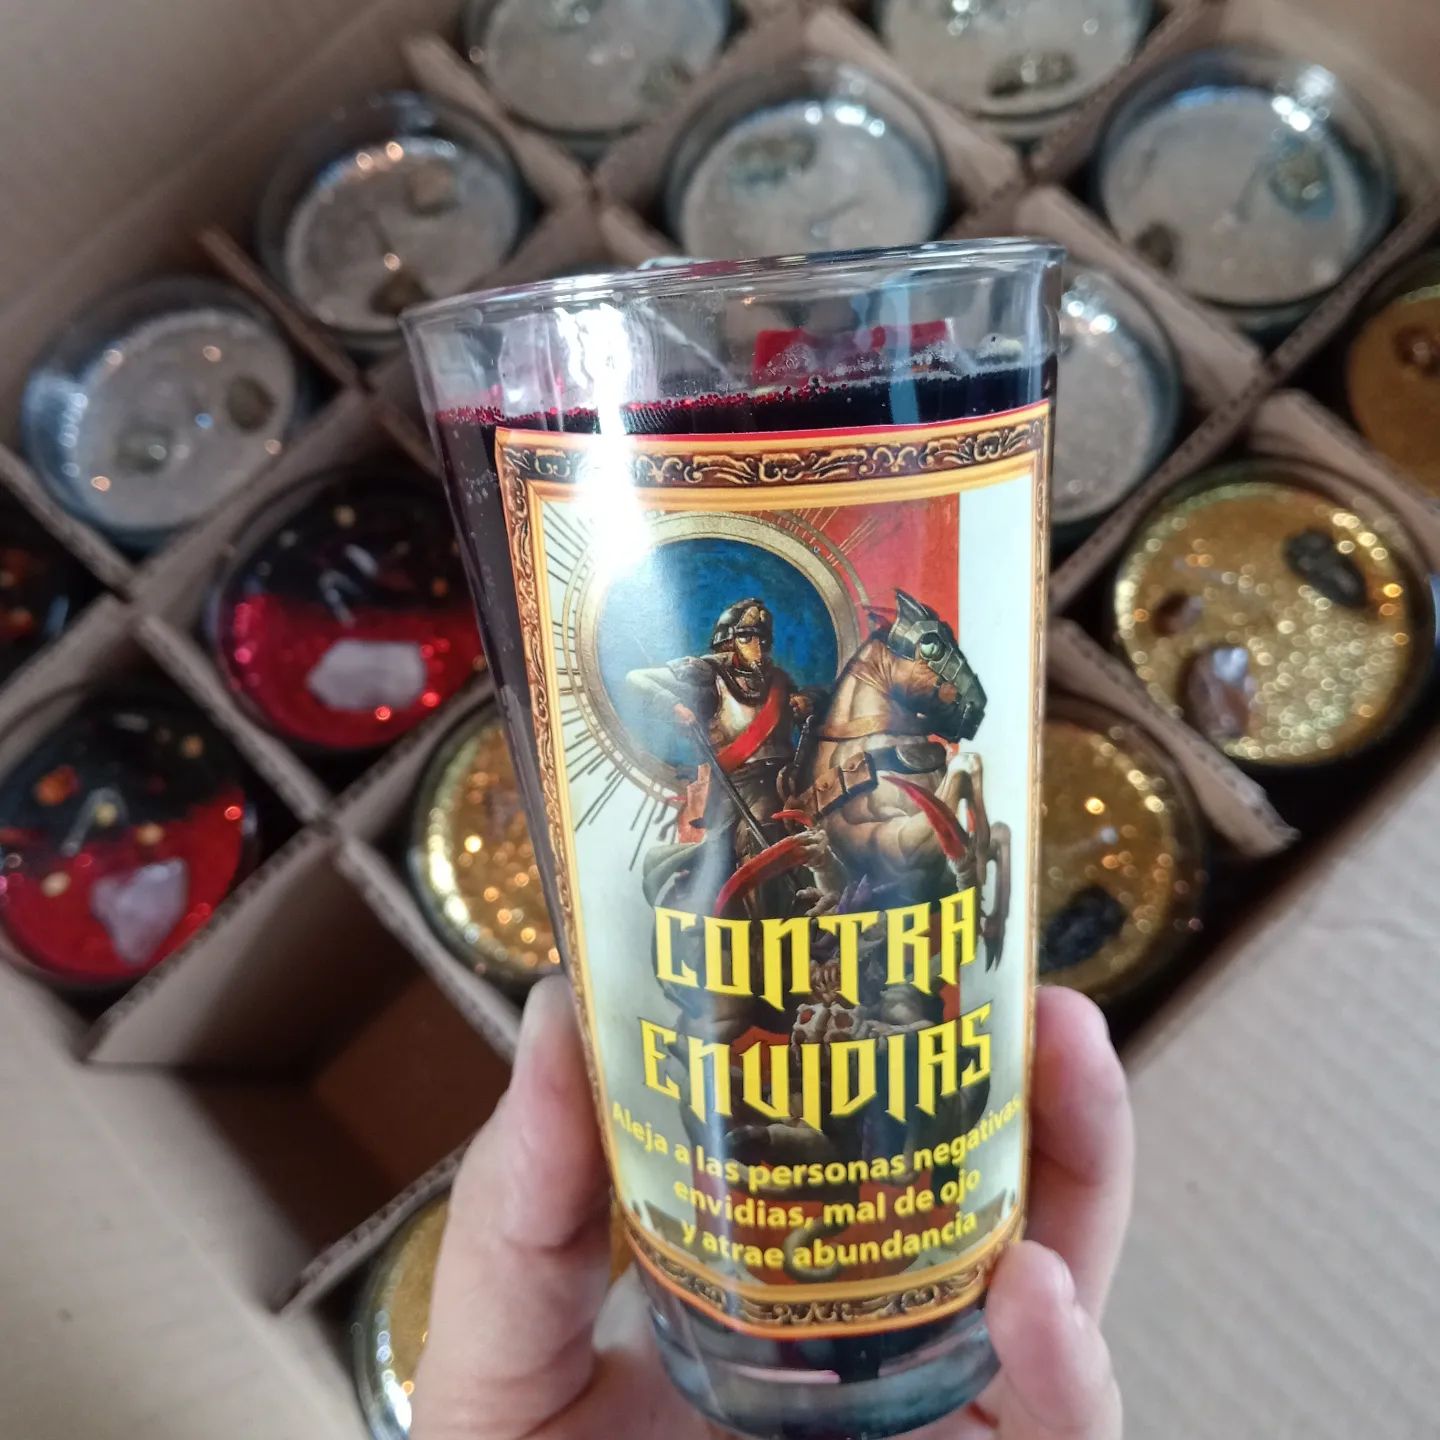 CONTRA
ENVIDIAS
Aleja a las personas negativas,
envidias, mal de ojo
y atrae abundancia